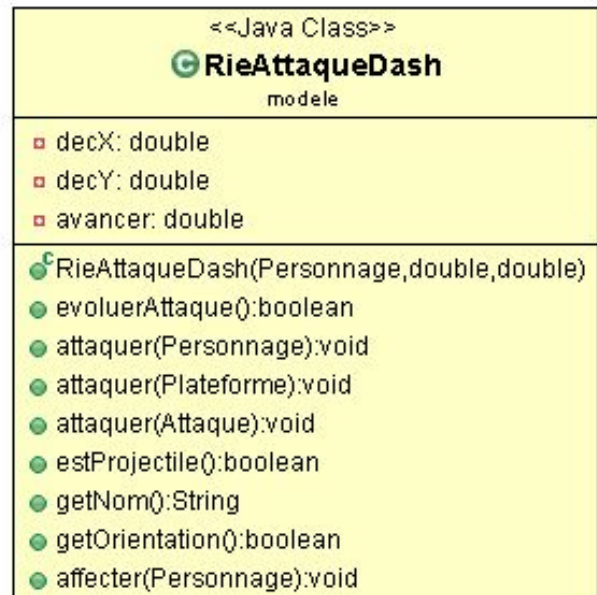 <<Java Class>>
C RieAttaqueDash
modele
decX: double
decY: double
avancer: double
C RieAttaqueDash(Personnage,double,double)
evoluerAttaque():boolean
attaquer(Personnage):void
attaquer(Plateforme):void
attaquer(Attaque):void
estProjectile():boolean
getNom():String
getOrientation():boolean
affecter(Personnage):void